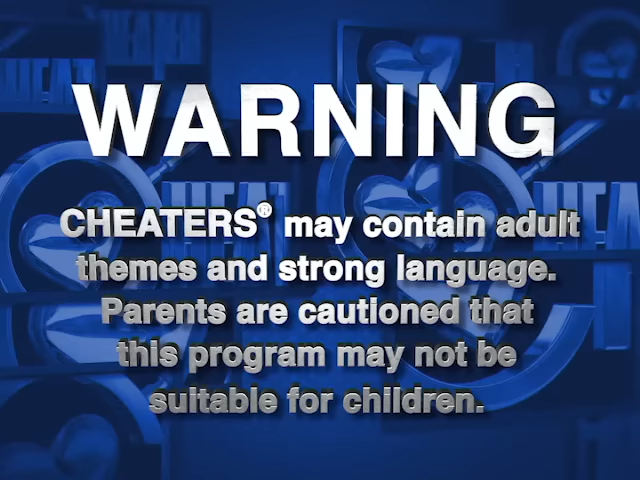 WARNING
CHEATERS® may contain adult
themes and strong language.
Parents are cautioned that
this program may not be
suitable for children.